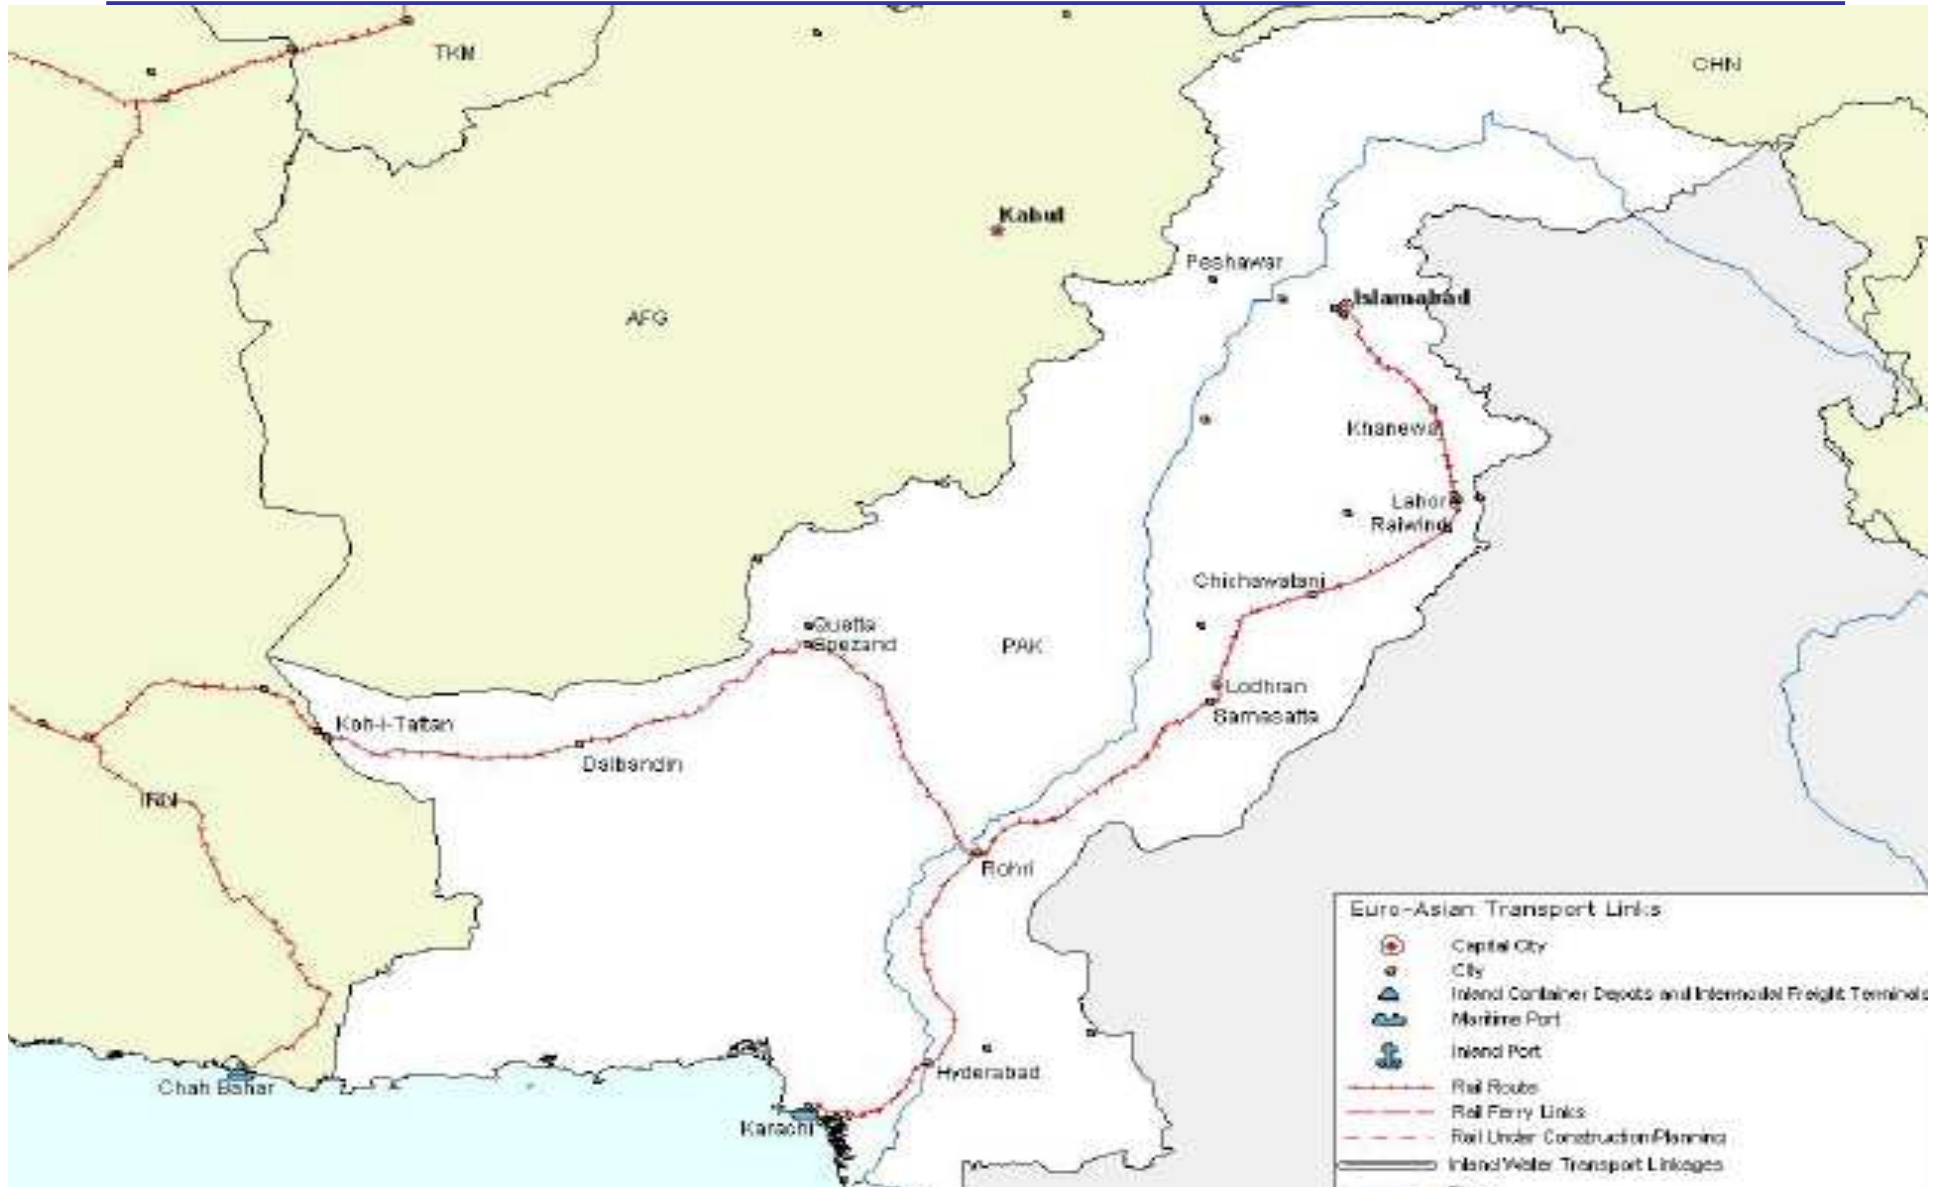 TKM
CHN
Kabul
Peshawar
Islamabad
AFG
Khanewal
Lahor
Raiwind
Chichawatani
Quetta
Spezand
PAK
Lodhran
Samasatta
Koh-i-Taftan
Dalbandin
IRN
Rohri
Chah Bahar
Hyderabad
Karachi
Euro-Asian Transport Links
Capital City
City
Inland Container Depots and Intermodal Freight Terminals
Maritime Port
Inland Port
Rail Route
Rail Ferry Links
Rail Under Construction/Planning
Inland Water Transport Linkages